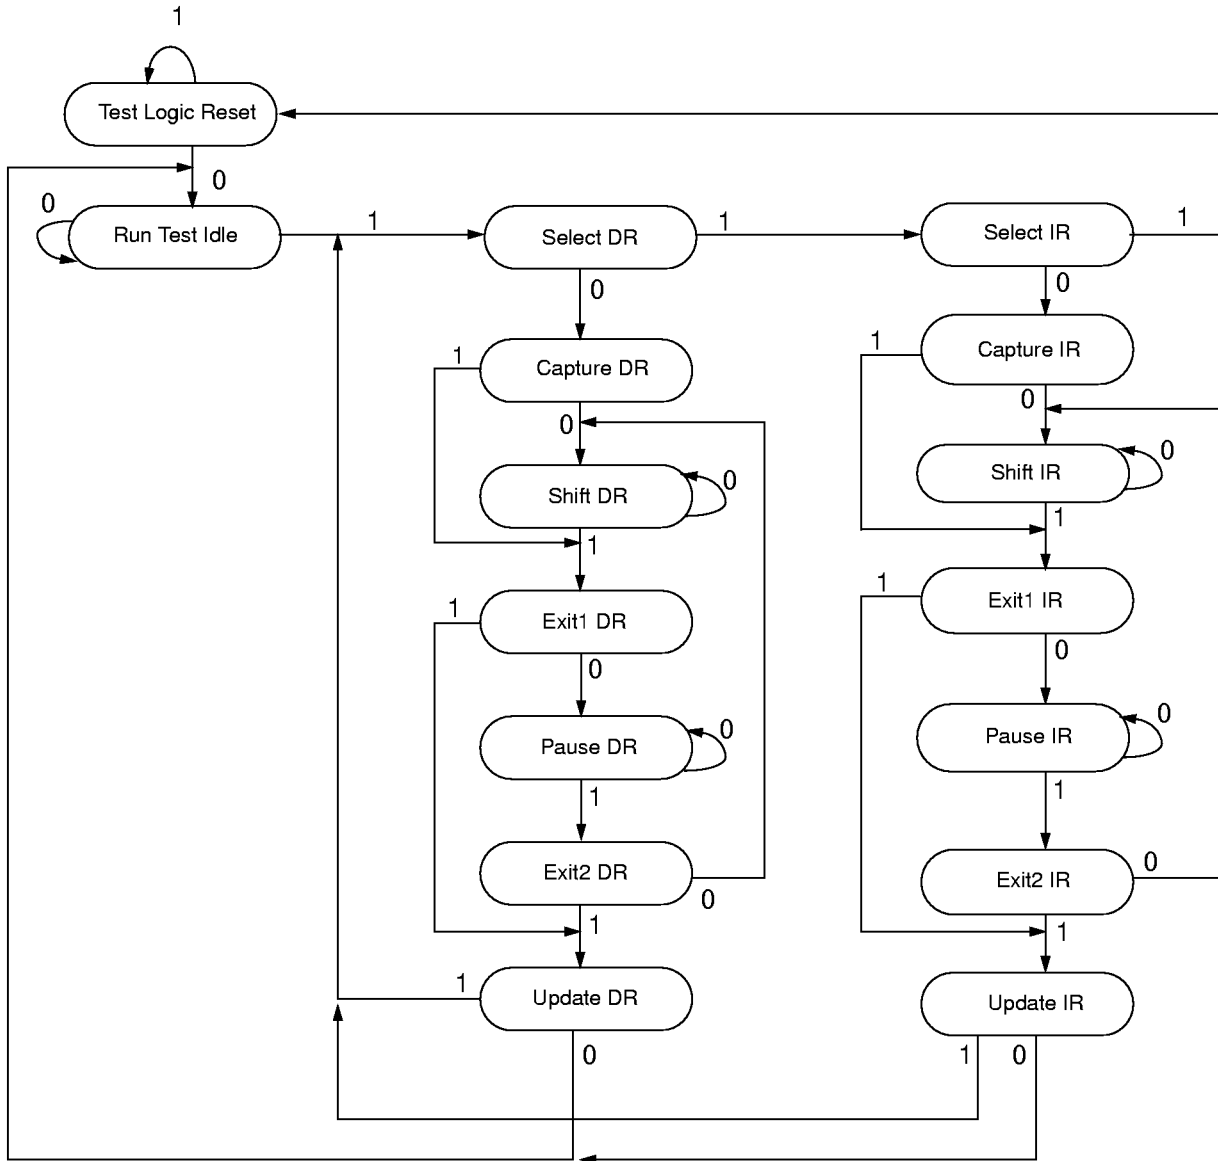 1
Test Logic Reset
0
0
Run Test Idle
1
Select DR
1
Select IR
1
0
0
1
Capture DR
1
Capture IR
0
0
Shift DR
0
Shift IR
0
1
1
1
Exit1 DR
1
Exit1 IR
0
0
Pause DR
0
Pause IR
0
1
1
Exit2 DR
0
Exit2 IR
0
1
1
1
Update DR
Update IR
0
1
0